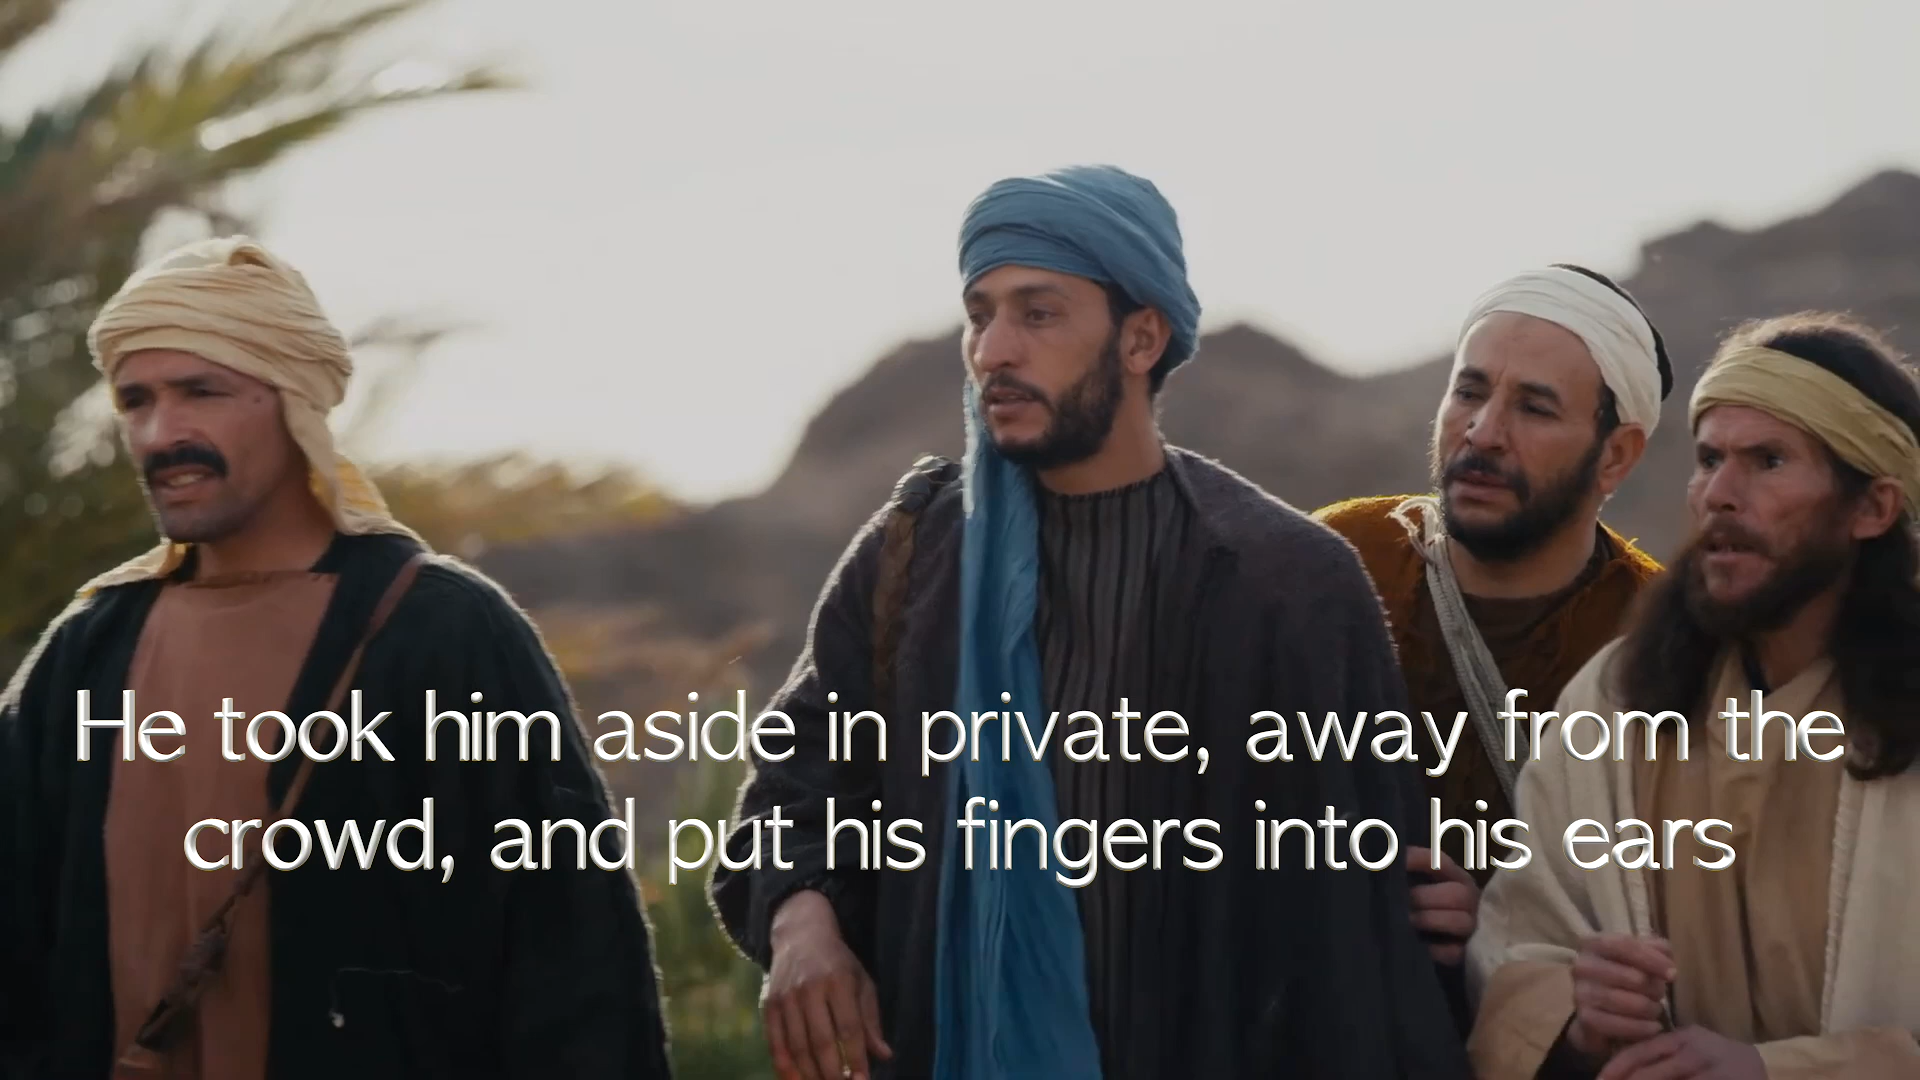 He took him aside in private, away from the
crowd, and put his fingers into his ears